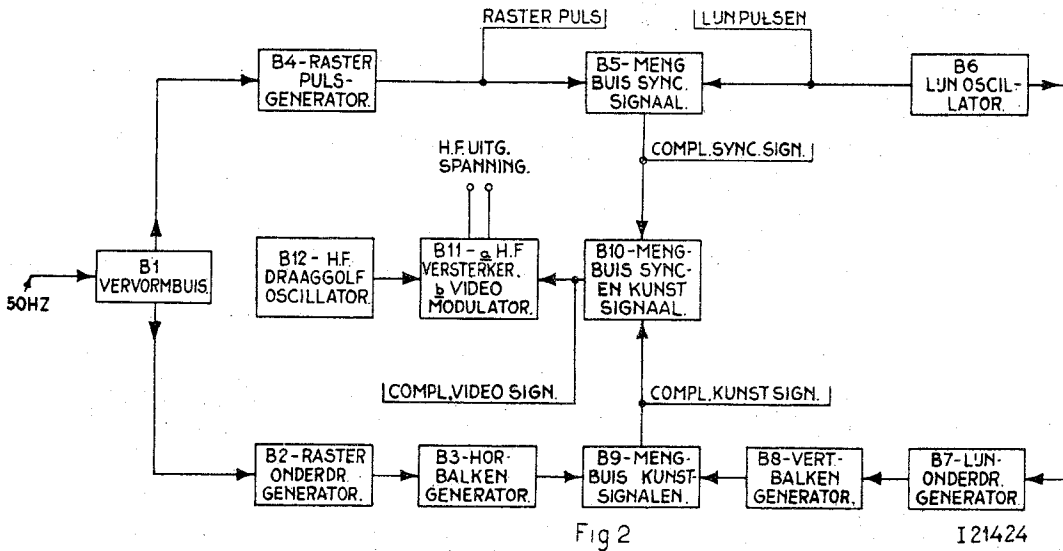 RASTER PULS
LIJNPULSEN
B4-RASTER
PULS-
GENERATOR.
B5-MENG
BUIS SYNC.
SIGNAAL.
B6
LIJN OSCIL-
LATOR.
H.F. UITG.
SPANNING.
COMPL. SYNC. SIGN.
50HZ
B1
VERVORMBUIS.
B12 - H.F.
DRAAGGOLF
OSCILLATOR.
B11 - a H.F
VERSTERKER.
b VIDEO
MODULATOR.
B10-MENG-
BUIS SYNC-
EN KUNST
SIGNAAL.
COMPL, VIDEO SIGN.
COMPL, KUNST SIGN.
B2-RASTER
ONDERDR.
GENERATOR.
B3-HOR-
BALKEN
GENERATOR.
B9-MENG-
BUIS KUNST-
SIGNALEN.
B8-VERT.-
BALKEN
GENERATOR.
B7-LIJN-
ONDERDR.
GENERATOR.
Fig 2
I 21424